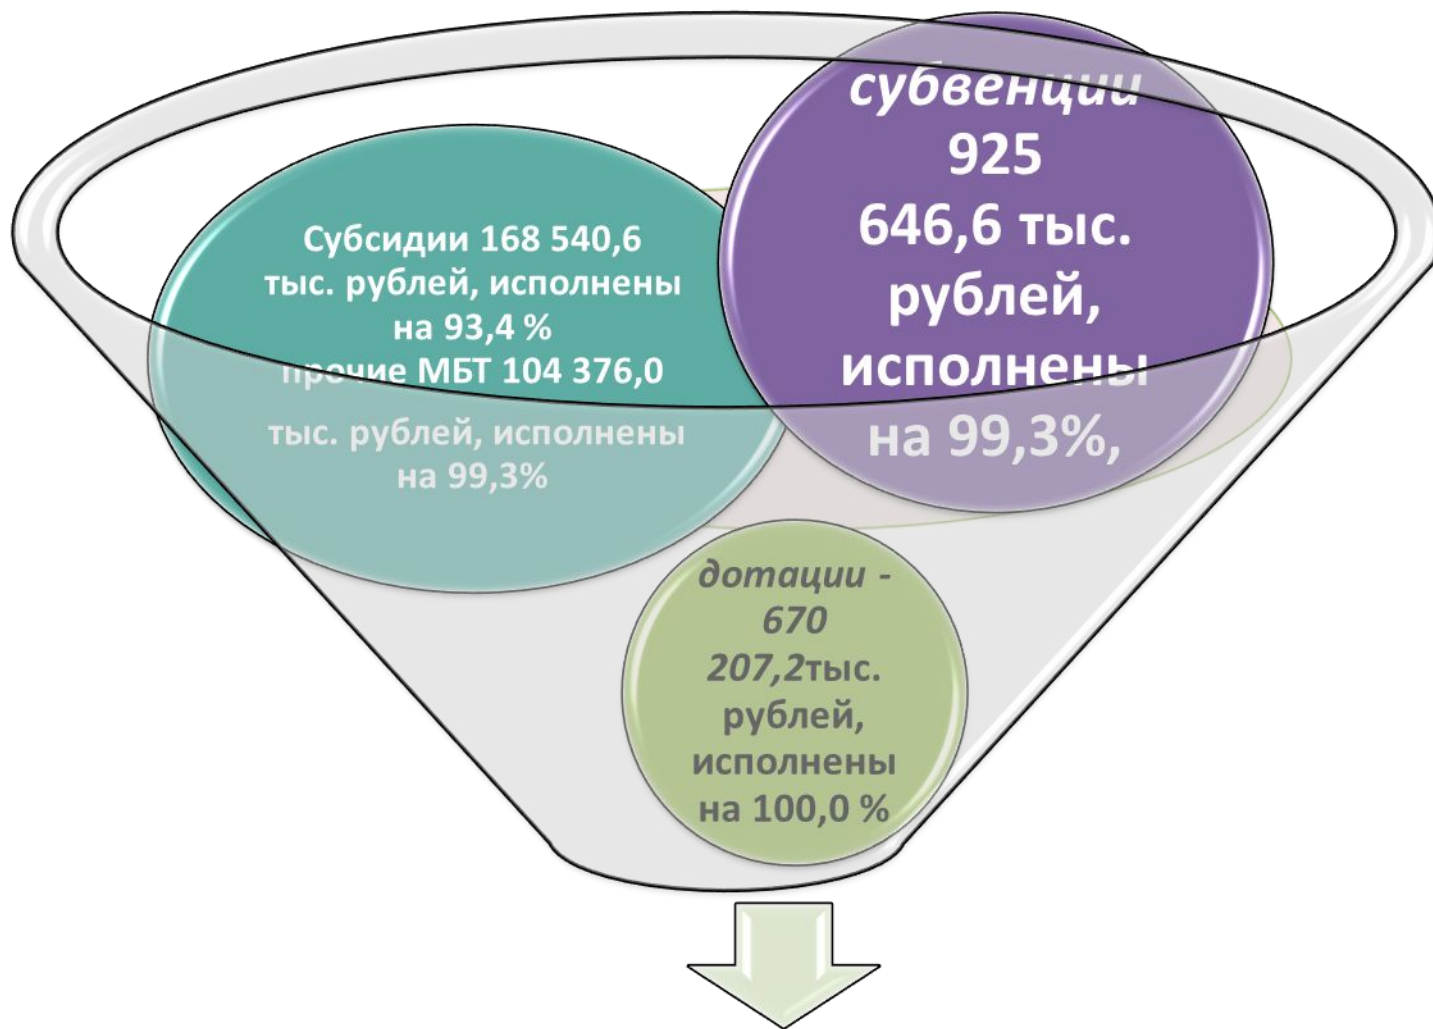 Субсидии 168 540,6
тыс. рублей, исполнены
на 93,4 %
прочие МБТ 104 376,0
тыс. рублей, исполнены
на 99,3%
субвенции
925
646,6 тыс.
рублей,
исполнены
на 99,3%,
дотации -
670
207,2тыс.
рублей,
исполнены
на 100,0 %